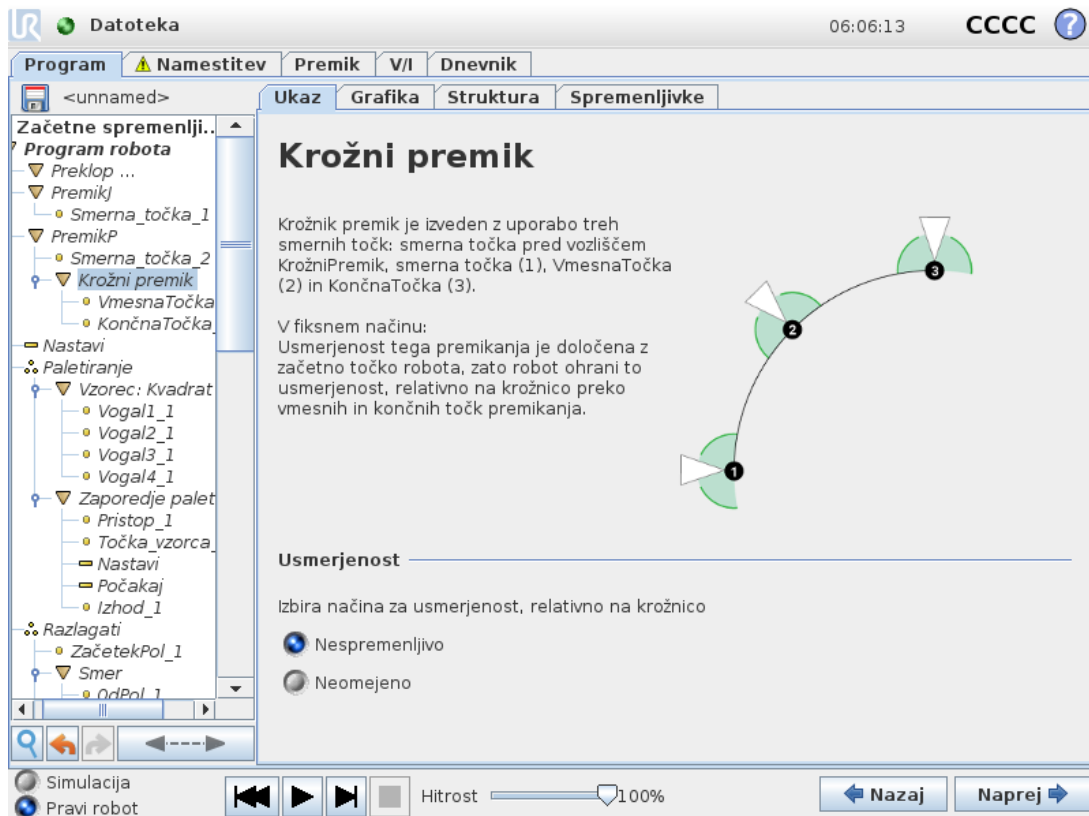 UR Datoteka 06:06:13 CCCC ?
Program Namestitev Premik V/I Dnevnik
<unnamed> Ukaz Grafika Struktura Spremenljivke
Začetne spremenlji..
Program robota
Preklop ...
PremikJ
Smerna_točka_1
PremikP
Smerna_točka_2
Krožni premik
VmesnaTočka
KončnaTočka_
Nastavi
Paletiranje
Vzorec: Kvadrat
Vogal1_1
Vogal2_1
Vogal3_1
Vogal4_1
Zaporedje palet
Pristop_1
Točka_vzorca_
Nastavi
Počakaj
Izhod_1
Razlagati
ZačetekPol_1
Smer
OdPol_1
Krožni premik
Krožnik premik je izveden z uporabo treh
smernih točk: smerna točka pred vozliščem
KrožniPremik, smerna točka (1), VmesnaTočka
(2) in KončnaTočka (3).
V fiksnem načinu:
Usmerjenost tega premikanja je določena z
začetno točko robota, zato robot ohrani to
usmerjenost, relativno na krožnico preko
vmesnih in končnih točk premikanja.
3
2
1
Usmerjenost
Izbira načina za usmerjenost, relativno na krožnico
Nespremenljivo
Neomejeno
Simulacija
Pravi robot
Hitrost 100%
Nazaj Naprej